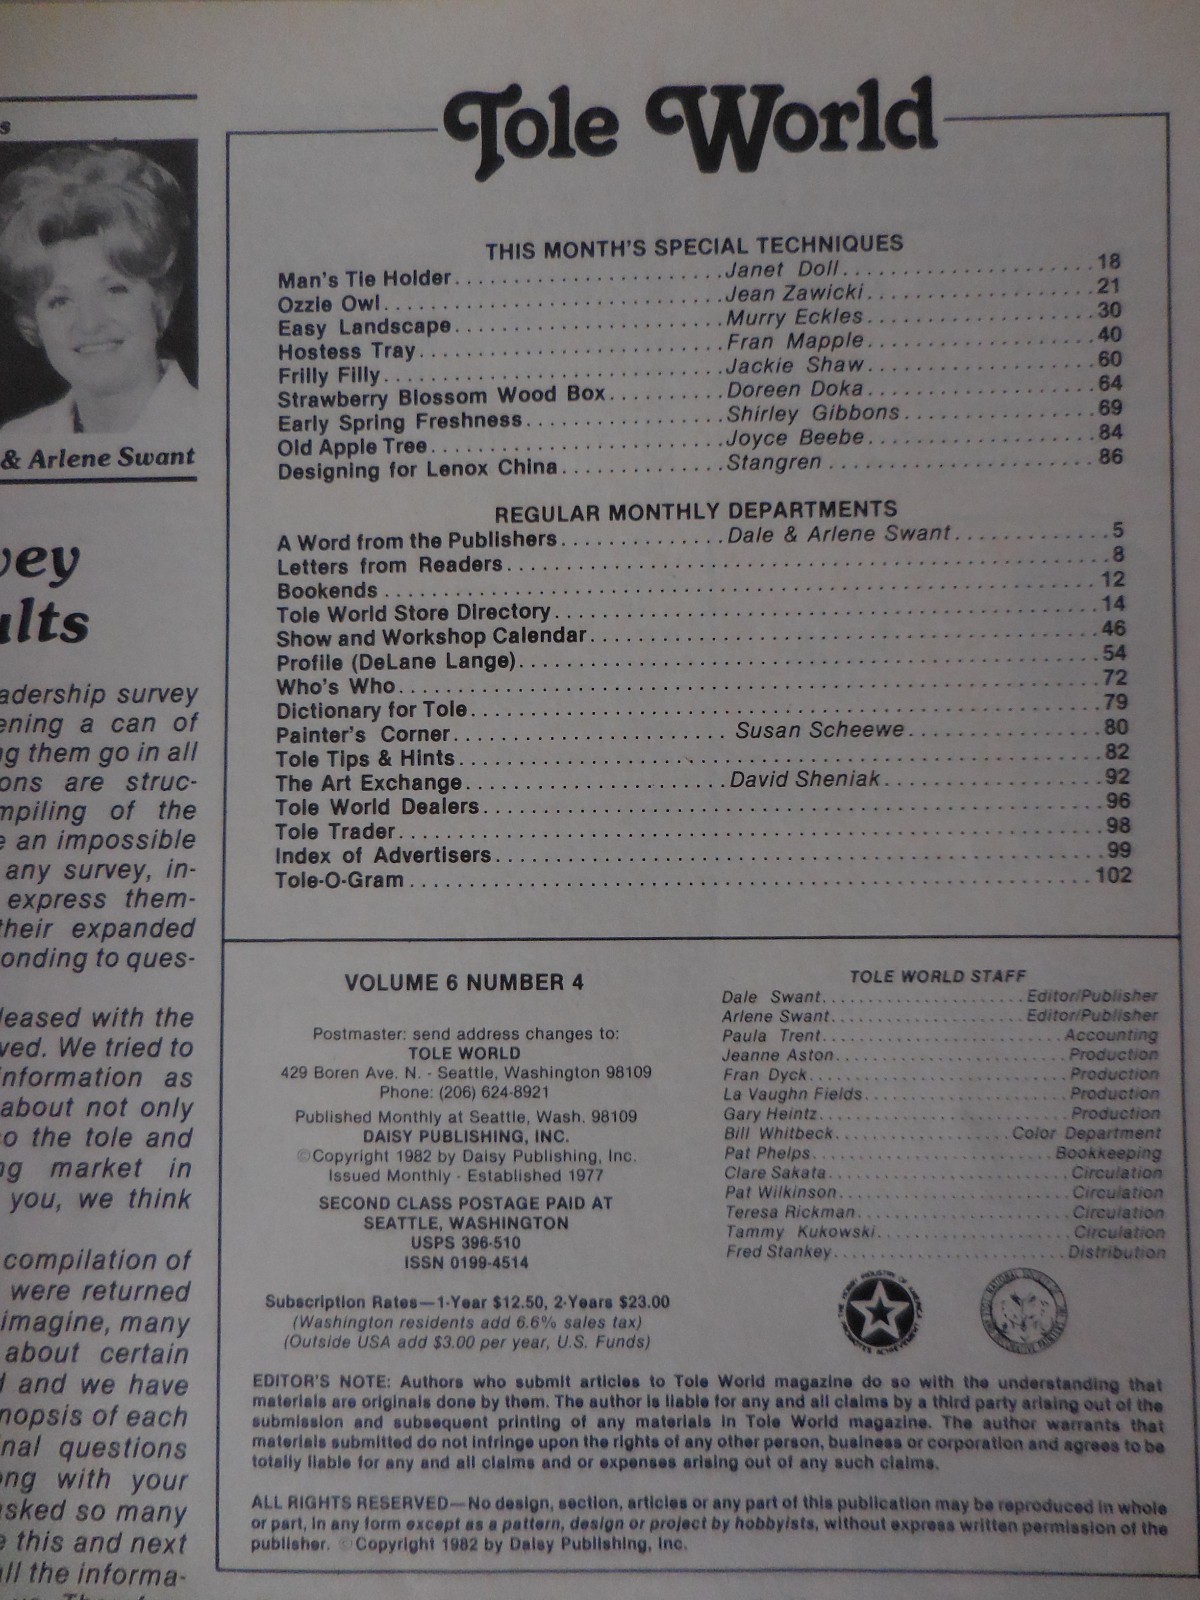 s
& Arlene Swant
vey
ults
adership survey
ening a can of
ng them go in all
ons are struc-
mpiling of the
e an impossible
any survey, in-
express them-
their expanded
onding to ques-
leased with the
ved. We tried to
information as
about not only
so the tole and
ng market in
you, we think
compilation of
were returned
imagine, many
about certain
d and we have
nopsis of each
nal questions
ong with your
asked so many
e this and next
all the informa-
Tole World
THIS MONTH'S SPECIAL TECHNIQUES
Man's Tie Holder Janet Doll 18
Ozzie Owl Jean Zawicki 21
Easy Landscape Murry Eckles 30
Hostess Tray Fran Mapple 40
Frilly Filly Jackie Shaw 60
Strawberry Blossom Wood Box Doreen Doka 64
Early Spring Freshness Shirley Gibbons 69
Old Apple Tree Joyce Beebe 84
Designing for Lenox China Stangren 86
REGULAR MONTHLY DEPARTMENTS
A Word from the Publishers Dale & Arlene Swant 5
Letters from Readers 8
Bookends 12
Tole World Store Directory 14
Show and Workshop Calendar 46
Profile (DeLane Lange) 54
Who's Who 72
Dictionary for Tole 79
Painter's Corner Susan Scheewe 80
Tole Tips & Hints 82
The Art Exchange David Sheniak 92
Tole World Dealers 96
Tole Trader 98
Index of Advertisers 99
Tole-O-Gram 102
VOLUME 6 NUMBER 4
Postmaster: send address changes to:
TOLE WORLD
429 Boren Ave. N. - Seattle, Washington 98109
Phone: (206) 624-8921
Published Monthly at Seattle, Wash. 98109
DAISY PUBLISHING, INC.
©Copyright 1982 by Daisy Publishing, Inc.
Issued Monthly - Established 1977
SECOND CLASS POSTAGE PAID AT
SEATTLE, WASHINGTON
USPS 396-510
ISSN 0199-4514
Subscription Rates—1-Year $12.50, 2-Years $23.00
(Washington residents add 6.6% sales tax)
(Outside USA add $3.00 per year, U.S. Funds)
TOLE WORLD STAFF
Dale Swant Editor/Publisher
Arlene Swant Editor/Publisher
Paula Trent Accounting
Jeanne Aston Production
Fran Dyck Production
La Vaughn Fields Production
Gary Heintz Production
Bill Whitbeck Color Department
Pat Phelps Bookkeeping
Clare Sakata Circulation
Pat Wilkinson Circulation
Teresa Rickman Circulation
Tammy Kukowski Circulation
Fred Stankey Distribution
EDITOR'S NOTE: Authors who submit articles to Tole World magazine do so with the understanding that
materials are originals done by them. The author is liable for any and all claims by a third party arising out of the
submission and subsequent printing of any materials in Tole World magazine. The author warrants that
materials submitted do not infringe upon the rights of any other person, business or corporation and agrees to be
totally liable for any and all claims and or expenses arising out of any such claims.
ALL RIGHTS RESERVED—No design, section, articles or any part of this publication may be reproduced in whole
or part, in any form except as a pattern, design or project by hobbyists, without express written permission of the
publisher. ©Copyright 1982 by Daisy Publishing, Inc.